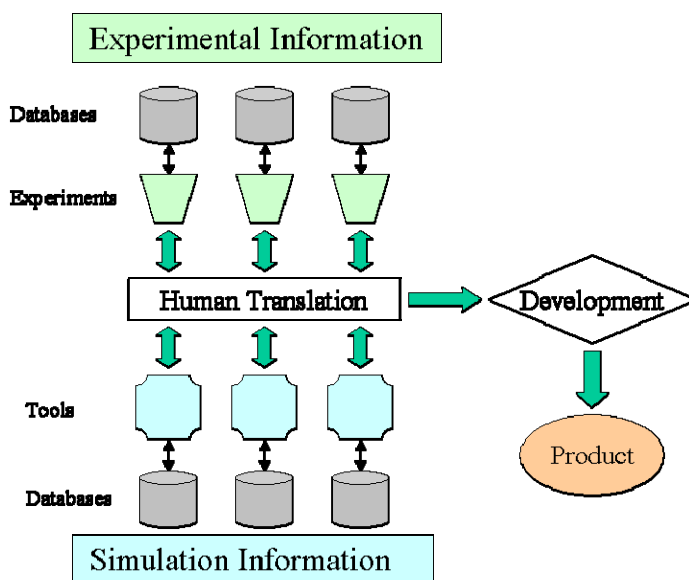 Experimental Information
Databases
Experiments
Human Translation
Development
Tools
Product
Databases
Simulation Information